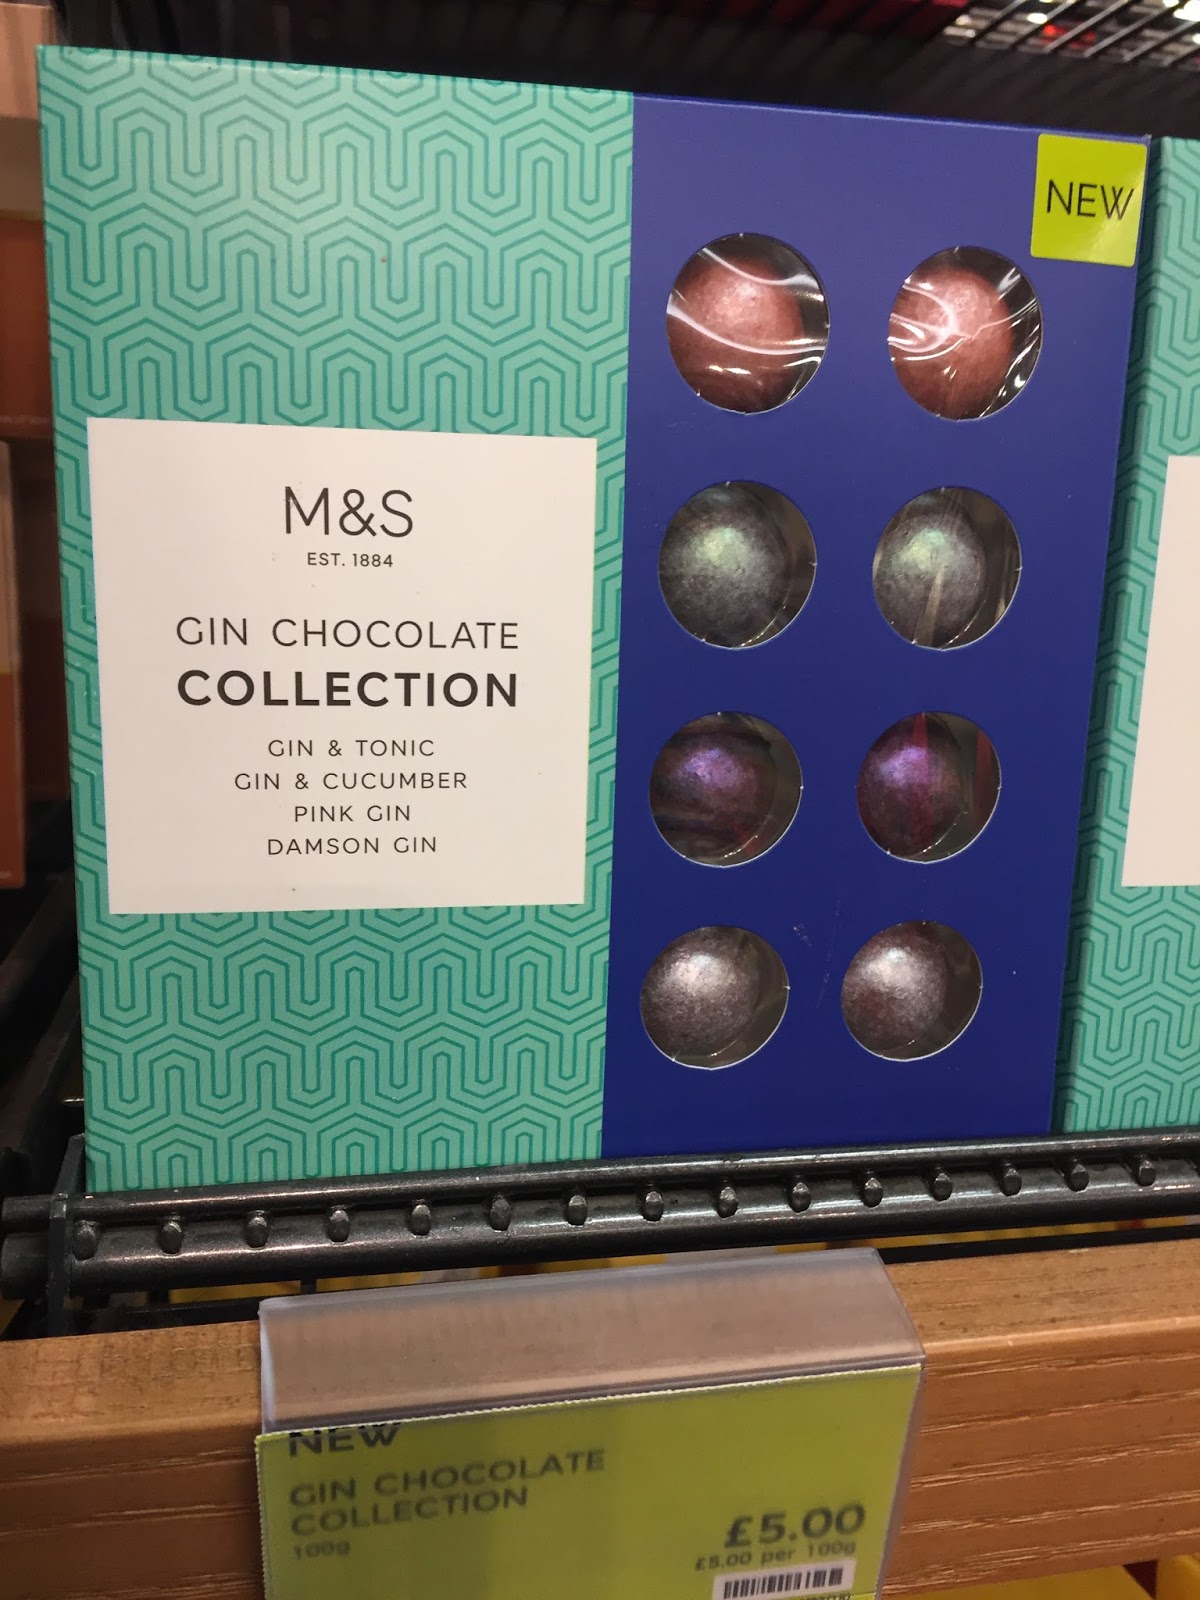 NEW
M&S
EST. 1884
GIN CHOCOLATE
COLLECTION
GIN & TONIC
GIN & CUCUMBER
PINK GIN
DAMSON GIN
NEW
GIN CHOCOLATE
COLLECTION
100g
£5.00
£5.00 per 100g